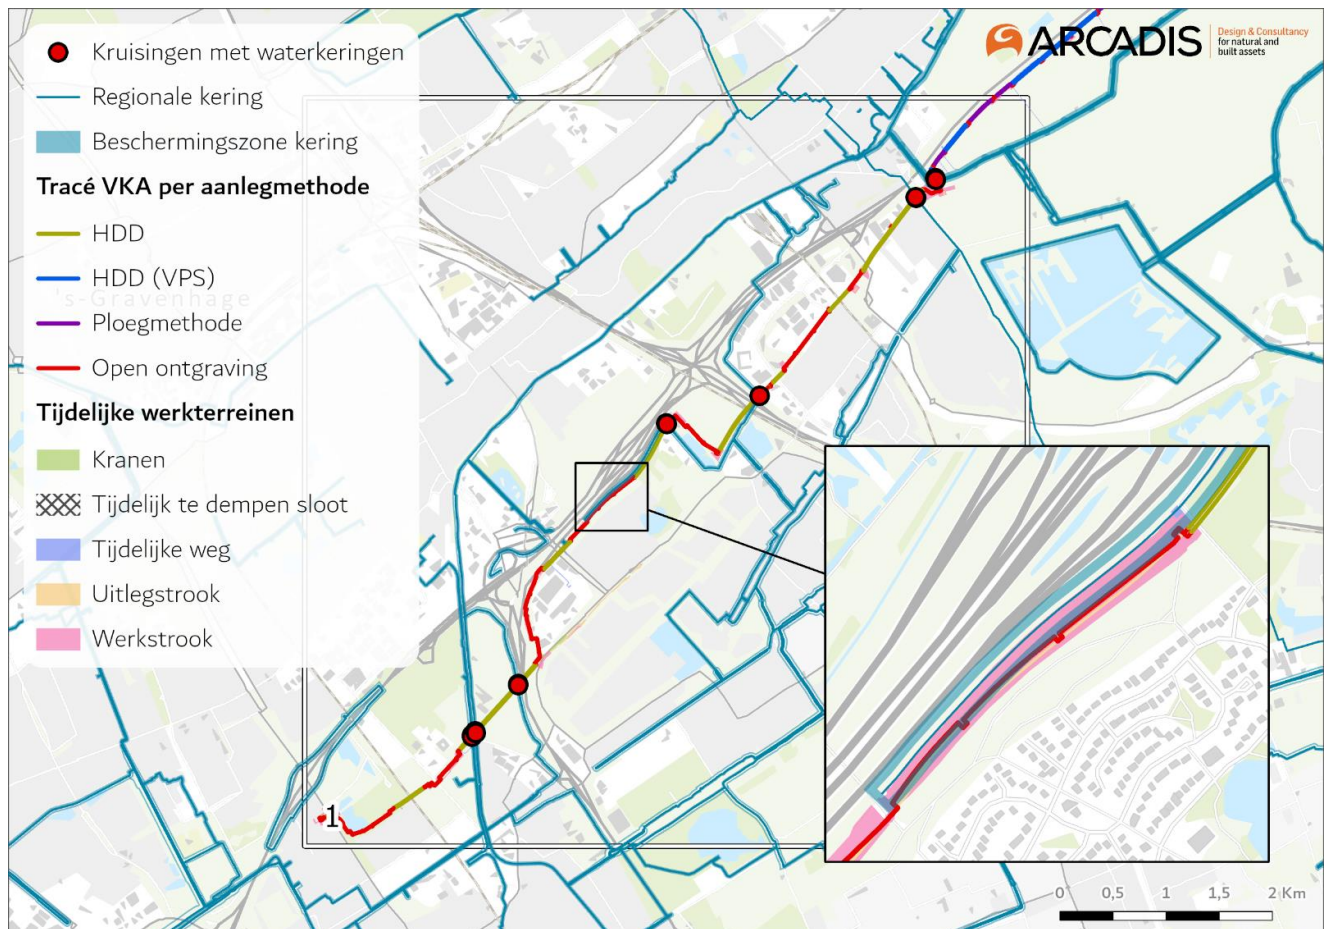 Kruisingen met waterkeringen
Regionale kering
Beschermingszone kering
Tracé VKA per aanlegmethode
HDD
HDD (VPS)
's-Gravenhage
Ploegmethode
Open ontgraving
Tijdelijke werkterreinen
Kranen
Tijdelijk te dempen sloot
Tijdelijke weg
Uitlegstrook
Werkstrook
ARCADIS
Design & Consultancy
for natural and
built assets
1
0 0,5 1 1,5 2 Km